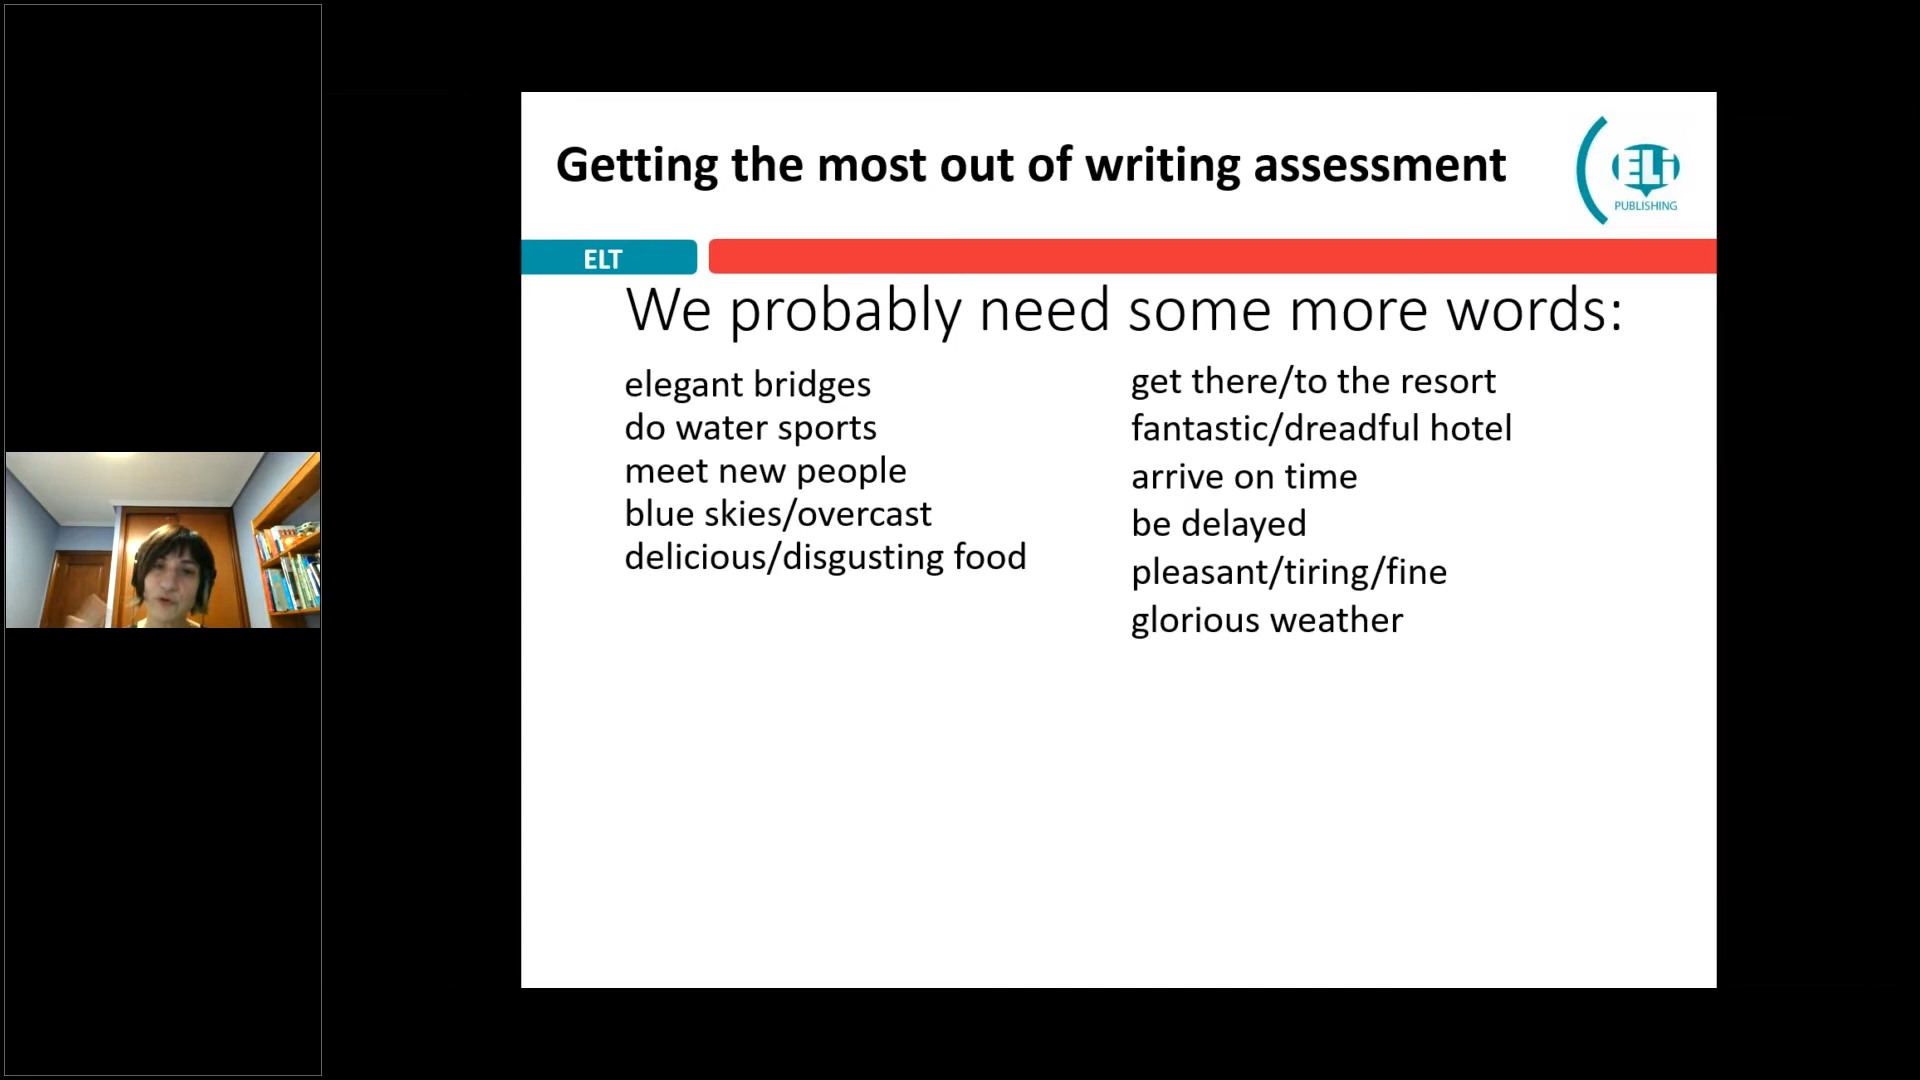 Getting the most out of writing assessment
ELi
PUBLISHING
ELT
We probably need some more words:
elegant bridges
do water sports
meet new people
blue skies/overcast
delicious/disgusting food
get there/to the resort
fantastic/dreadful hotel
arrive on time
be delayed
pleasant/tiring/fine
glorious weather